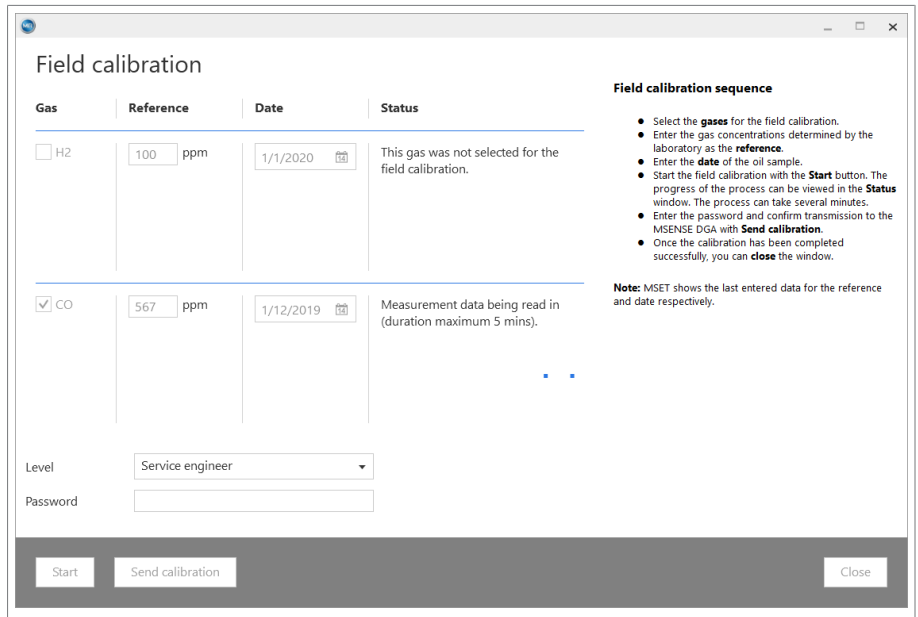 Field calibration
Gas Reference Date Status
H2 100 ppm 1/1/2020 14 This gas was not selected for the
field calibration.
CO 567 ppm 1/12/2019 14 Measurement data being read in
(duration maximum 5 mins).
Level Service engineer
Password
Start Send calibration Close
Field calibration sequence
● Select the gases for the field calibration.
● Enter the gas concentrations determined by the
laboratory as the reference.
● Enter the date of the oil sample.
● Start the field calibration with the Start button. The
progress of the process can be viewed in the Status
window. The process can take several minutes.
● Enter the password and confirm transmission to the
MSENSE DGA with Send calibration.
● Once the calibration has been completed
successfully, you can close the window.
Note: MSET shows the last entered data for the reference
and date respectively.